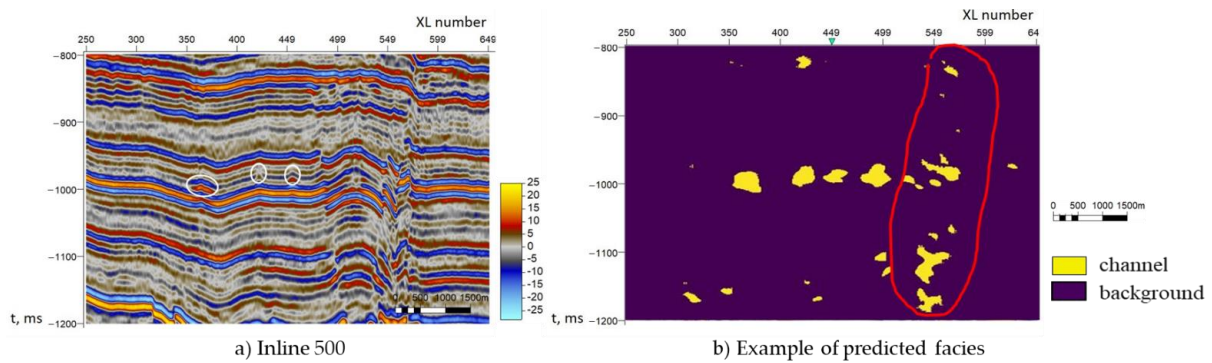 XL number
250 300 350 400 449 499 549 599 649
-800
-900
-1000
-1100
-1200
t, ms
25
20
15
10
5
0
-5
-10
-15
-20
-25
0 500 1000 1500m
a) Inline 500
XL number
250 300 350 400 449 499 549 599 64
-800
-900
-1000
-1100
-1200
t, ms
0 500 1000 1500m
channel
background
b) Example of predicted facies